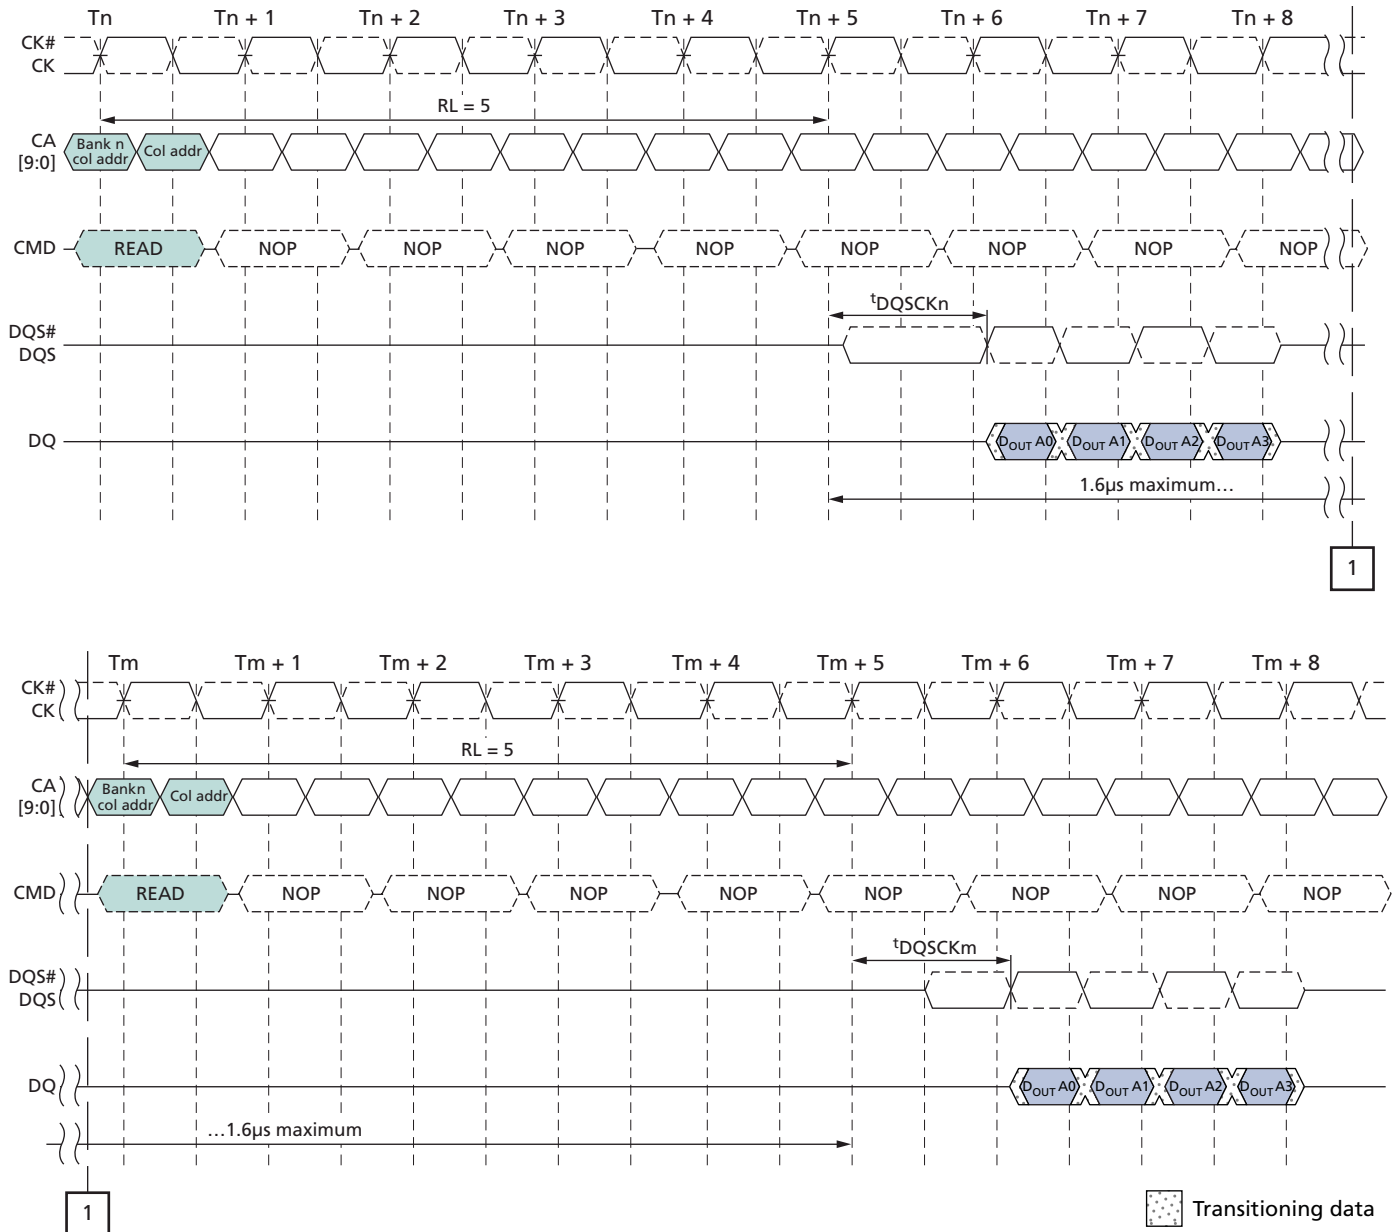 Tn Tn + 1 Tn + 2 Tn + 3 Tn + 4 Tn + 5 Tn + 6 Tn + 7 Tn + 8
CK#
CK
RL = 5
CA
[9:0]
Bank n
col addr
Col addr
CMD READ NOP NOP NOP NOP NOP NOP NOP NOP
tDQSCKn
DQS#
DQS
DQ DOUT A0 DOUT A1 DOUT A2 DOUT A3
1.6µs maximum…
1
Tm Tm + 1 Tm + 2 Tm + 3 Tm + 4 Tm + 5 Tm + 6 Tm + 7 Tm + 8
CK#
CK
RL = 5
CA
[9:0]
Bankn
col addr
Col addr
CMD READ NOP NOP NOP NOP NOP NOP NOP NOP
tDQSCKm
DQS#
DQS
DQ DOUT A0 DOUT A1 DOUT A2 DOUT A3
…1.6µs maximum
1
Transitioning data